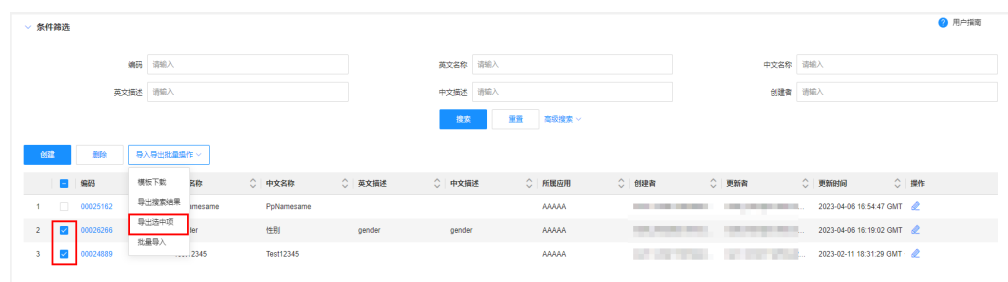 条件筛选
? 用户指南
编码 请输入 英文名称 请输入 中文名称 请输入
英文描述 请输入 中文描述 请输入 创建者 请输入
搜索 重置 高级搜索
创建 删除 导入导出批量操作
编码 名称 中文名称 英文描述 中文描述 所属应用 创建者 更新者 更新时间 操作
模板下载
1 00025162 amesame PpNamesame AAAAA ... 2023-04-06 16:54:47 GMT
导出搜索结果
导出选中项
2 00026266 der 性别 gender gender AAAAA ... 2023-04-06 16:19:02 GMT
批量导入
3 00024889 12345 Test12345 AAAAA ... 2023-02-11 18:31:29 GMT